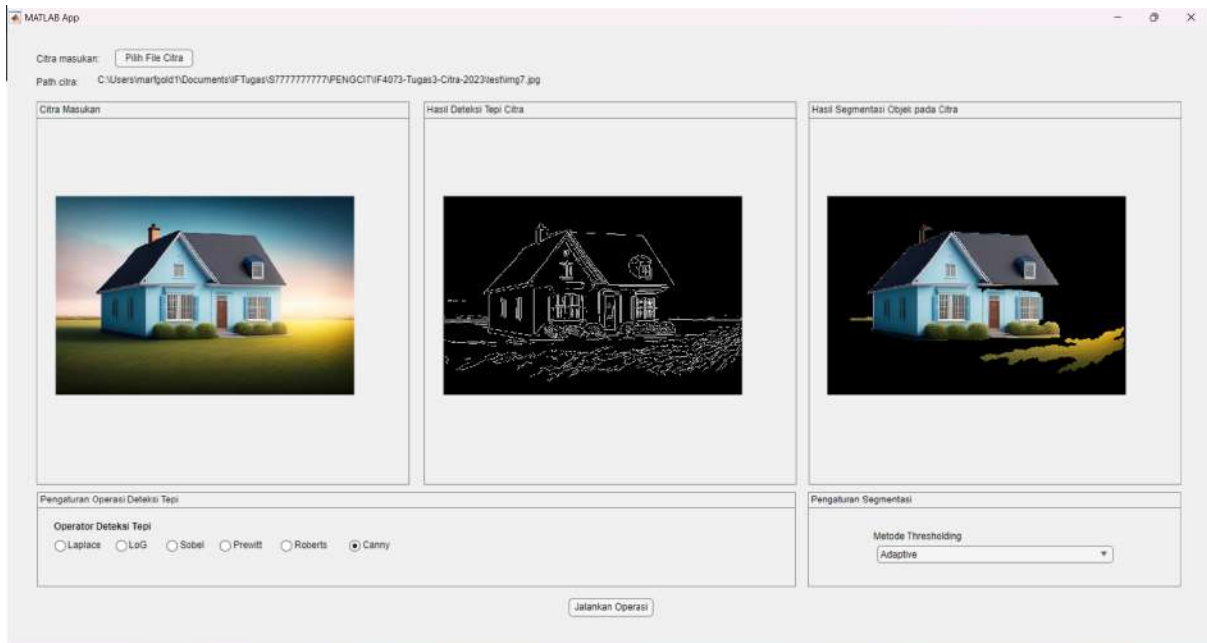 MATLAB App
Citra masukan: Pilih File Citra
Path citra: C:\Users\marfgold1\Documents\IFTugas\S7777777777\PENGCIT\IF4073-Tugas3-Citra-2023\test\img7.jpg
Citra Masukan
Hasil Deteksi Tepi Citra
Hasil Segmentasi Objek pada Citra
Pengaturan Operasi Deteksi Tepi
Operator Deteksi Tepi
Laplace LoG Sobel Prewitt Roberts Canny
Pengaturan Segmentasi
Metode Thresholding
Adaptive
Jalankan Operasi